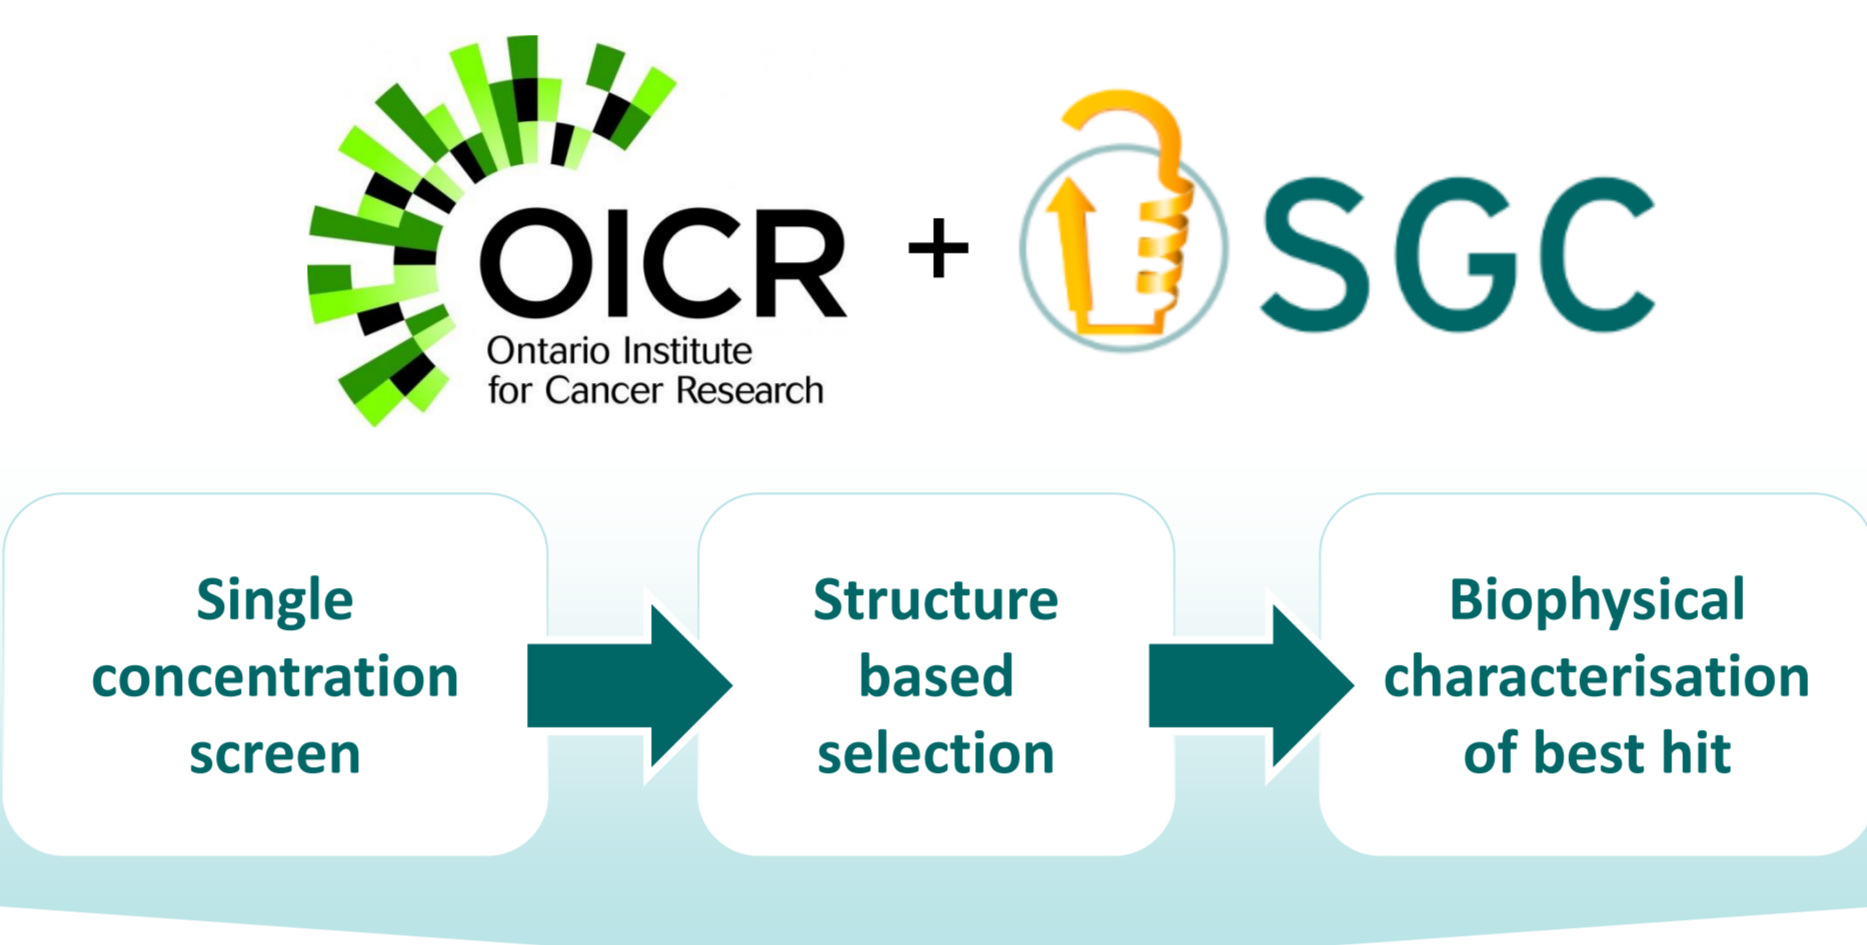 OICR
Ontario Institute
for Cancer Research
+
SGC
Single
concentration
screen
Structure
based
selection
Biophysical
characterisation
of best hit